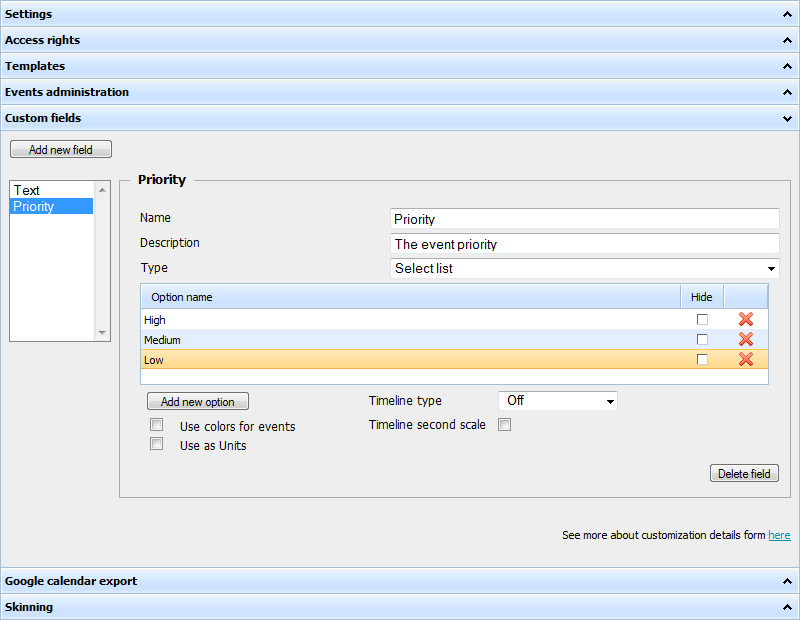 Settings
Access rights
Templates
Events administration
Custom fields
Add new field
Text
Priority
Priority
Name
Priority
Description
The event priority
Type
Select list
Option name Hide
High
Medium
Low
Add new option
Timeline type
Off
Use colors for events
Timeline second scale
Use as Units
Delete field
See more about customization details form here
Google calendar export
Skinning